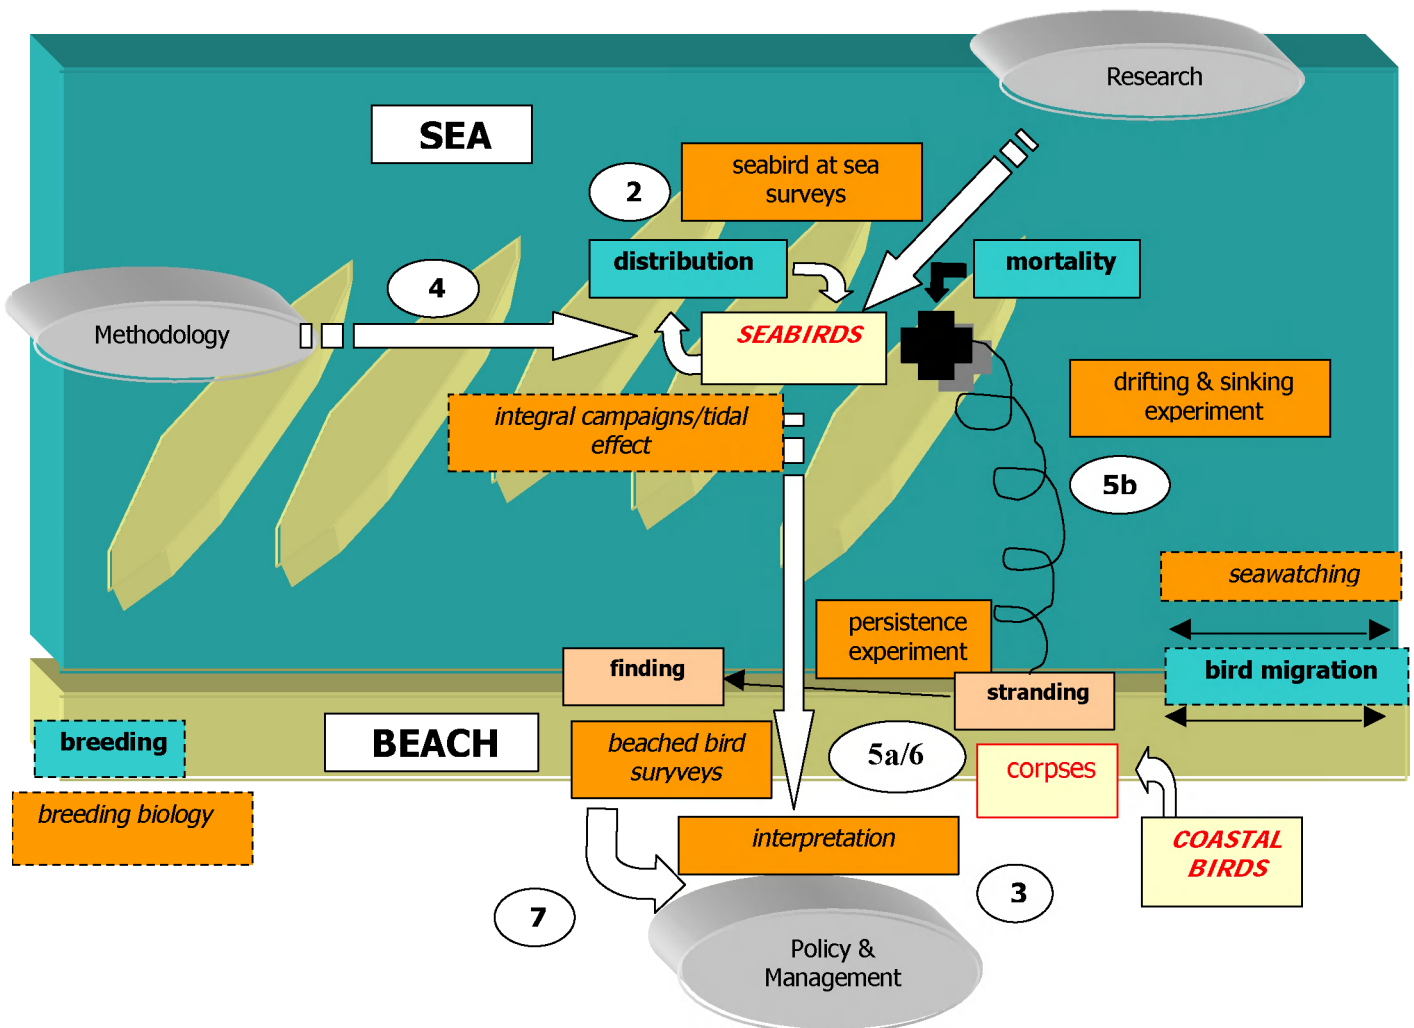 Research
SEA
2
seabird at sea
surveys
distribution
mortality
4
Methodology
SEABIRDS
drifting & sinking
experiment
integral campaigns/tidal
effect
5b
seawatching
persistence
experiment
finding
stranding
bird migration
breeding
BEACH
beached bird
suryveys
5a/6
corpses
breeding biology
interpretation
COASTAL
BIRDS
3
7
Policy &
Management